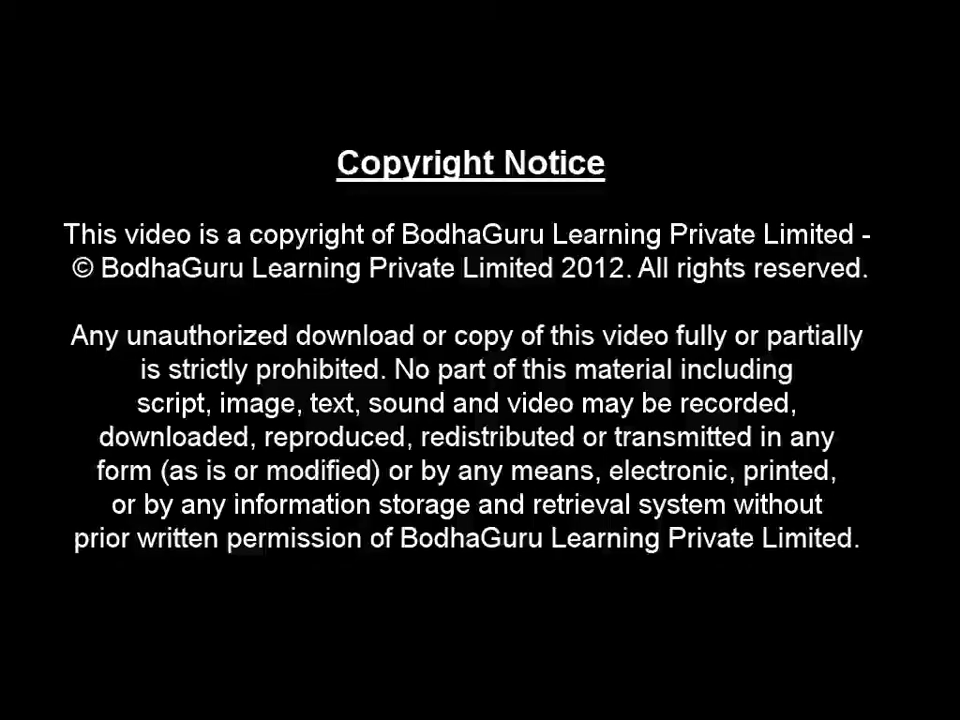 Copyright Notice
This video is a copyright of BodhaGuru Learning Private Limited -
© BodhaGuru Learning Private Limited 2012. All rights reserved.
Any unauthorized download or copy of this video fully or partially
is strictly prohibited. No part of this material including
script, image, text, sound and video may be recorded,
downloaded, reproduced, redistributed or transmitted in any
form (as is or modified) or by any means, electronic, printed,
or by any information storage and retrieval system without
prior written permission of BodhaGuru Learning Private Limited.